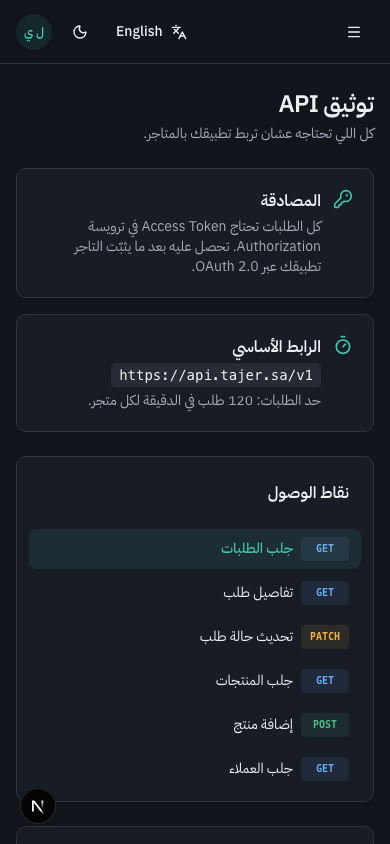 English
ل ي
توثيق API
كل اللي تحتاجه عشان تربط تطبيقك بالمتاجر.
المصادقة
كل الطلبات تحتاج Access Token في ترويسة
Authorization. تحصل عليه بعد ما يثبّت التاجر
تطبيقك عبر OAuth 2.0.
الرابط الأساسي
https://api.tajer.sa/v1
حد الطلبات: 120 طلب في الدقيقة لكل متجر.
نقاط الوصول
GET جلب الطلبات
GET تفاصيل طلب
PATCH تحديث حالة طلب
GET جلب المنتجات
POST إضافة منتج
GET جلب العملاء
N